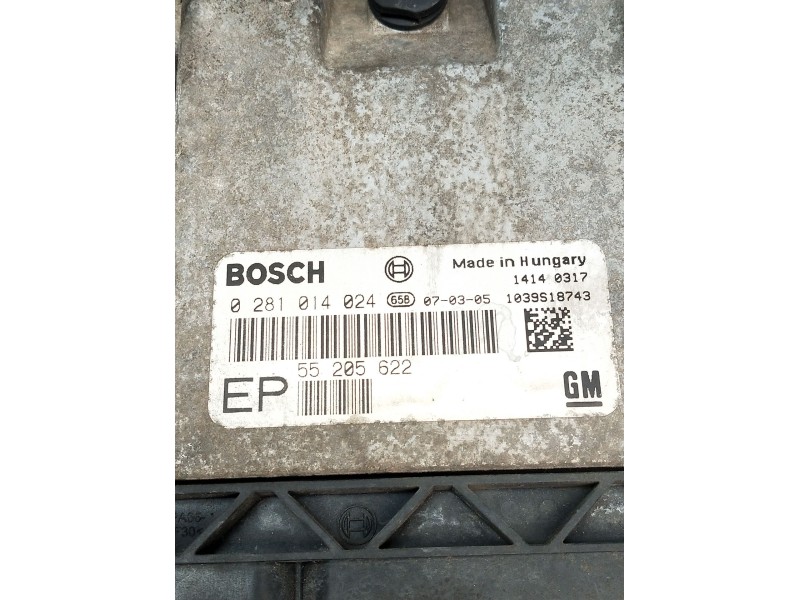 BOSCH Made in Hungary
1414 0317
0 281 014 024 658 07-03-05 1039S18743
55 205 622
EP GM